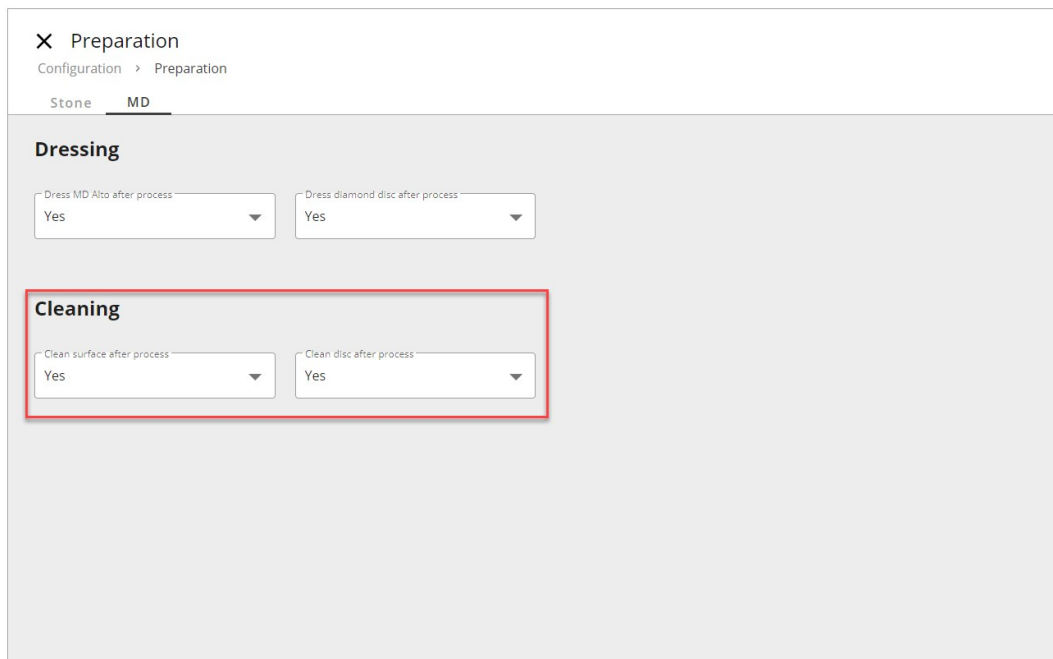 Preparation
Configuration > Preparation
Stone MD
Dressing
Dress MD Alto after process Dress diamond disc after process
Yes Yes
Cleaning
Clean surface after process Clean disc after process
Yes Yes